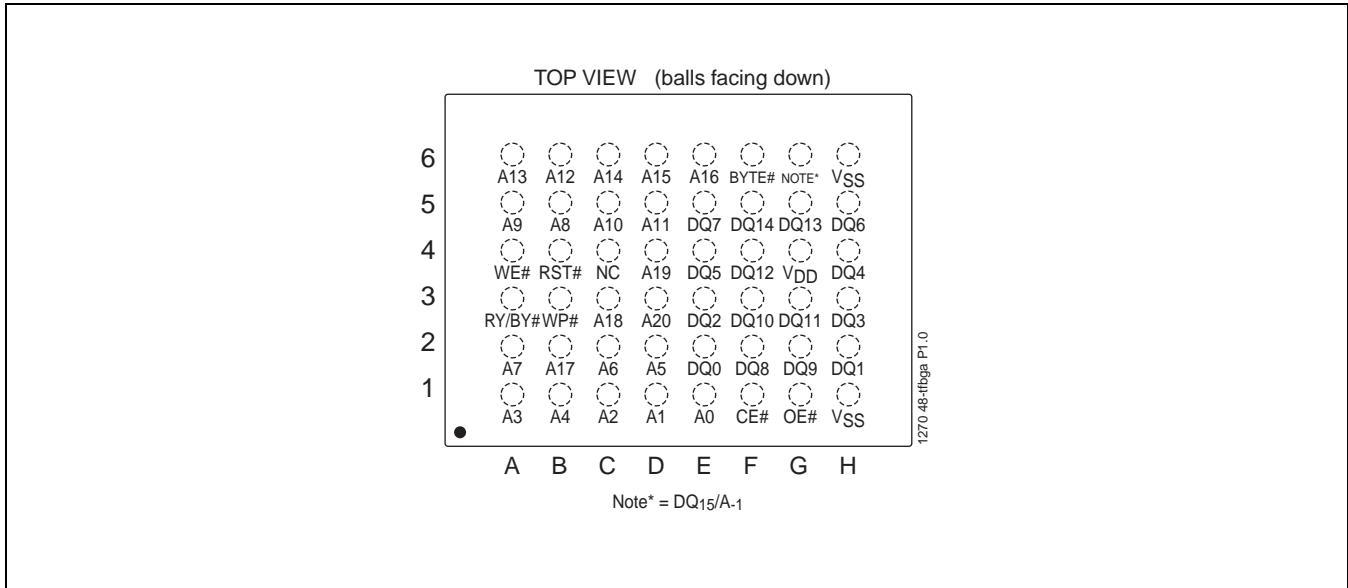 TOP VIEW (balls facing down)
6
A13 A12 A14 A15 A16 BYTE# NOTE* VSS
5
A9 A8 A10 A11 DQ7 DQ14 DQ13 DQ6
4
WE# RST# NC A19 DQ5 DQ12 VDD DQ4
3
RY/BY# WP# A18 A20 DQ2 DQ10 DQ11 DQ3
2
A7 A17 A6 A5 DQ0 DQ8 DQ9 DQ1
1
A3 A4 A2 A1 A0 CE# OE# VSS
1270 48-tfbga P1.0
A B C D E F G H
Note* = DQ15/A-1